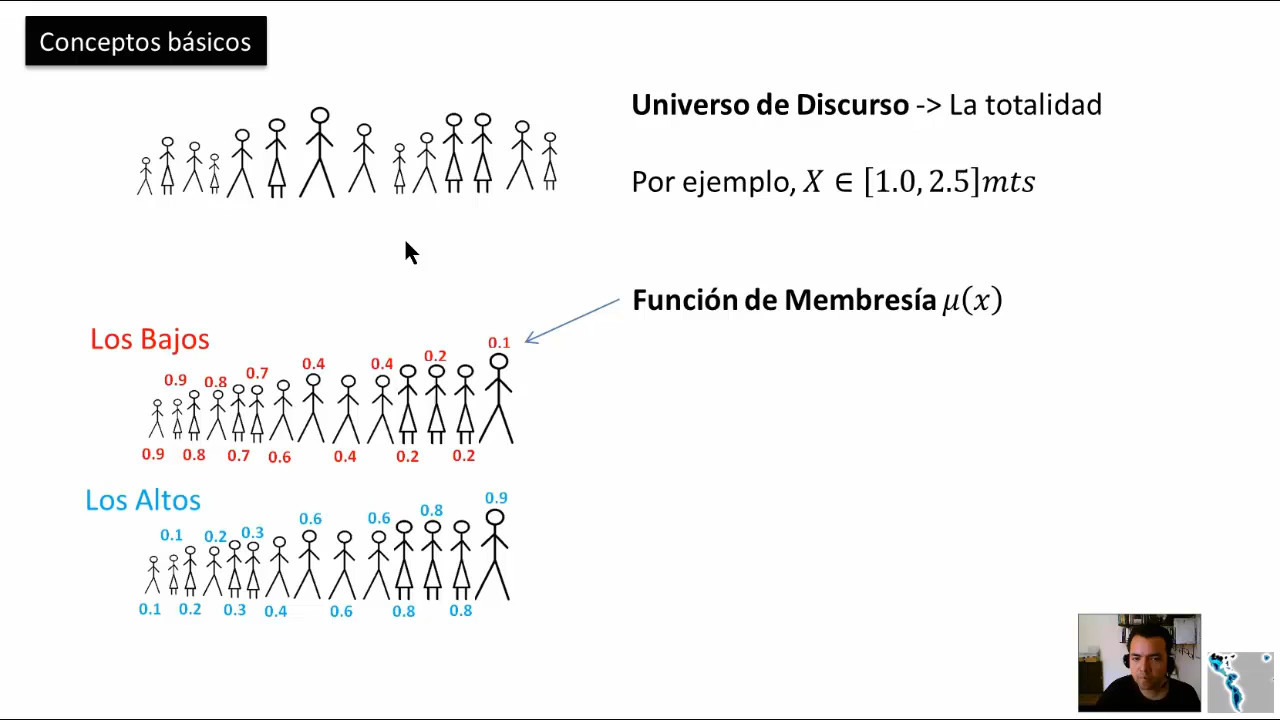 Conceptos básicos
Universo de Discurso -> La totalidad
Por ejemplo, X ∈ [1.0, 2.5]mts
Función de Membresía μ(x)
Los Bajos
0.9 0.8 0.7 0.4 0.4 0.2 0.1
0.9 0.8 0.7 0.6 0.4 0.2 0.2
Los Altos
0.1 0.2 0.3 0.6 0.6 0.8 0.9
0.1 0.2 0.3 0.4 0.6 0.8 0.8